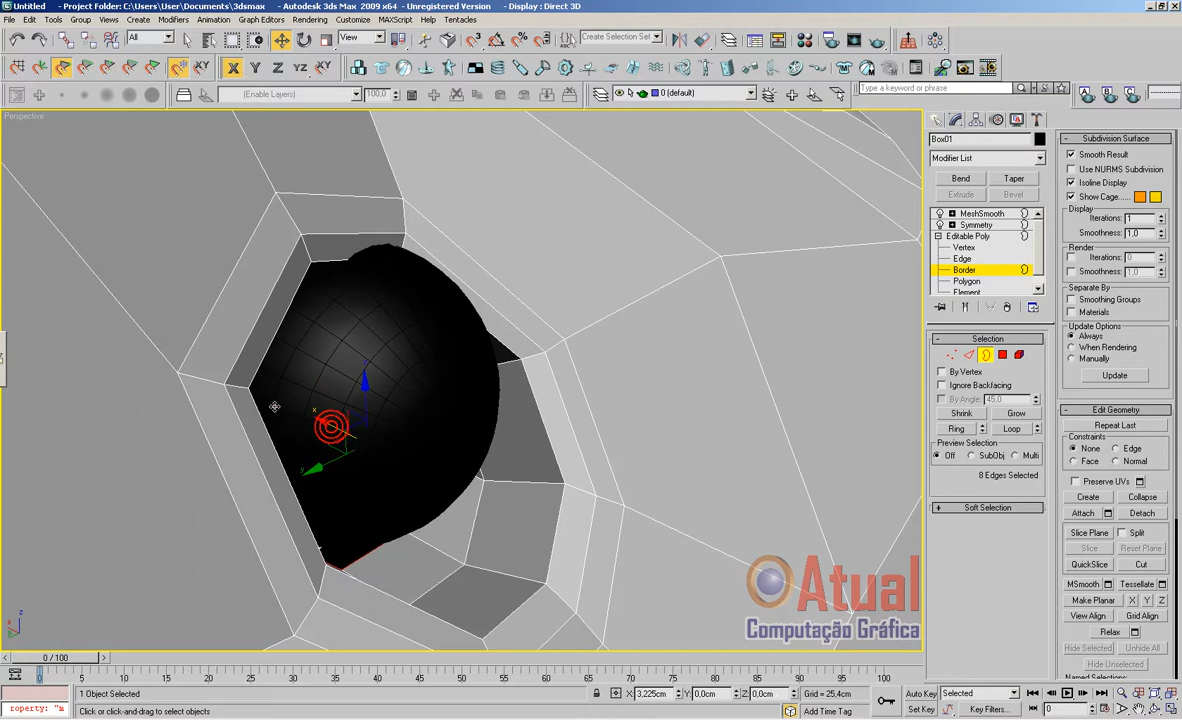 Untitled - Project Folder: C:\Users\User\Documents\3dsmax - Autodesk 3ds Max 2009 x64 - Unregistered Version - Display : Direct 3D
File Edit Tools Group Views Create Modifiers Animation Graph Editors Rendering Customize MAXScript Help Tentacles
All View Create Selection Set
X Y Z YZ XY
(Enable Layers) 100,0 0 (default) Type a keyword or phrase
Perspective
Box01
Modifier List
Bend Taper
Extrude Bevel
MeshSmooth
Symmetry
Editable Poly
Vertex
Edge
Border
Polygon
Element
Selection
By Vertex
Ignore Backfacing
By Angle: 45,0
Shrink Grow
Ring Loop
Preview Selection
Off SubObj Multi
8 Edges Selected
Soft Selection
Subdivision Surface
Smooth Result
Use NURMS Subdivision
Isoline Display
Show Cage......
Display
Iterations: 1
Smoothness: 1,0
Render
Iterations: 0
Smoothness: 1,0
Separate By
Smoothing Groups
Materials
Update Options
Always
When Rendering
Manually
Update
Edit Geometry
Repeat Last
Constraints
None Edge
Face Normal
Preserve UVs
Create Collapse
Attach Detach
Slice Plane Split
Slice Reset Plane
QuickSlice Cut
MSmooth Tessellate
Make Planar X Y Z
View Align Grid Align
Relax
Hide Selected Unhide All
Hide Unselected
Named Selections:
x
y
Atual
Computação Gráfica
z
x
y
0 / 100
0 5 10 15 20 25 30 35 40 45 50 55 60 65 70 75 80 85 90 95 100
1 Object Selected X: 3,225cm Y: 0,0cm Z: 0,0cm Grid = 25,4cm Auto Key Selected
roperty: "m Click or click-and-drag to select objects Add Time Tag Set Key Key Filters... 0